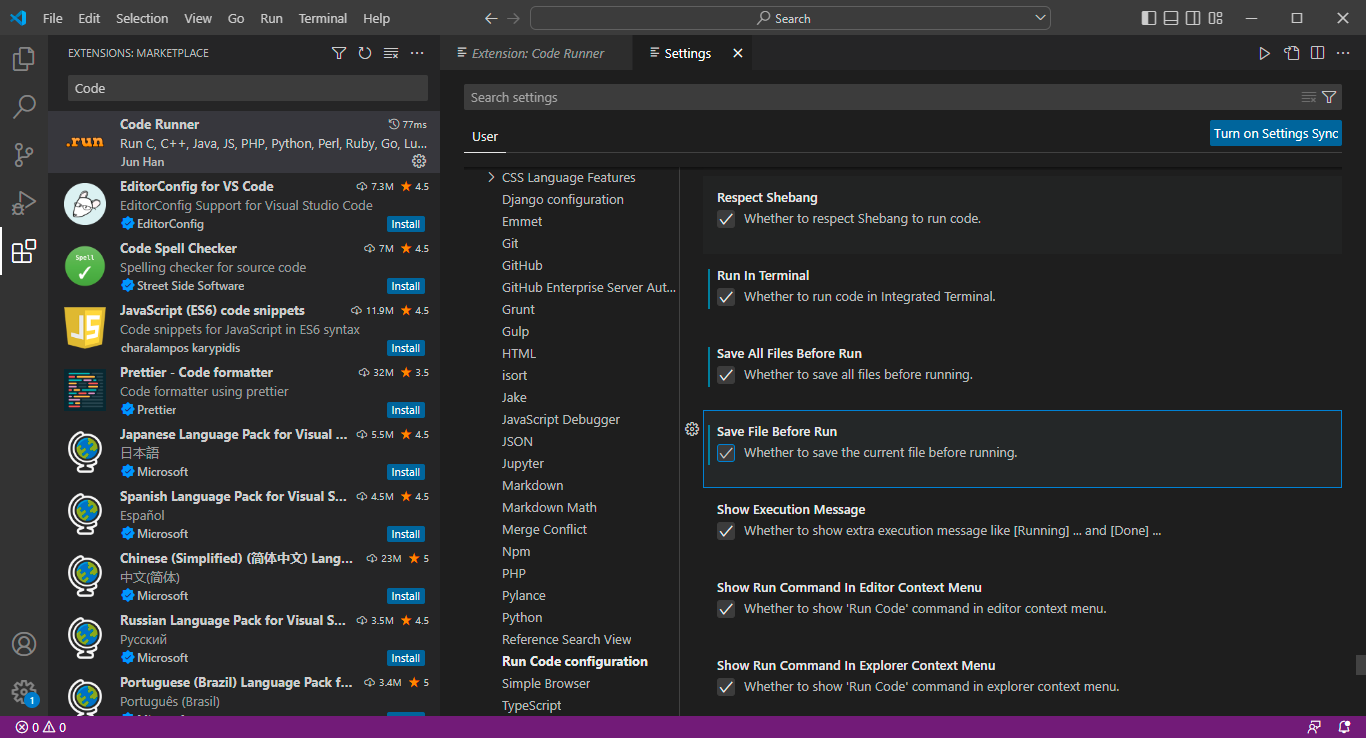 File Edit Selection View Go Run Terminal Help
Search
EXTENSIONS: MARKETPLACE
Code
.run
Code Runner 77ms
Run C, C++, Java, JS, PHP, Python, Perl, Ruby, Go, Lu...
Jun Han
EditorConfig for VS Code 7.3M 4.5
EditorConfig Support for Visual Studio Code
EditorConfig Install
Spell
Code Spell Checker 7M 4.5
Spelling checker for source code
Street Side Software Install
JS
JavaScript (ES6) code snippets 11.9M 4.5
Code snippets for JavaScript in ES6 syntax
charalampos karypidis Install
Prettier - Code formatter 32M 3.5
Code formatter using prettier
Prettier Install
Japanese Language Pack for Visual ... 5.5M 4.5
日本語
Microsoft Install
Spanish Language Pack for Visual S... 4.5M 4.5
Español
Microsoft Install
Chinese (Simplified) (简体中文) Lang... 23M 5
中文(简体)
Microsoft Install
Russian Language Pack for Visual S... 3.5M 4.5
Русский
Microsoft Install
Portuguese (Brazil) Language Pack f... 3.4M 5
Português (Brasil)
1
Extension: Code Runner
Settings
Search settings
User
Turn on Settings Sync
CSS Language Features
Django configuration
Emmet
Git
GitHub
GitHub Enterprise Server Aut...
Grunt
Gulp
HTML
isort
Jake
JavaScript Debugger
JSON
Jupyter
Markdown
Markdown Math
Merge Conflict
Npm
PHP
Pylance
Python
Reference Search View
Run Code configuration
Simple Browser
TypeScript
Respect Shebang
Whether to respect Shebang to run code.
Run In Terminal
Whether to run code in Integrated Terminal.
Save All Files Before Run
Whether to save all files before running.
Save File Before Run
Whether to save the current file before running.
Show Execution Message
Whether to show extra execution message like [Running] ... and [Done] ...
Show Run Command In Editor Context Menu
Whether to show 'Run Code' command in editor context menu.
Show Run Command In Explorer Context Menu
Whether to show 'Run Code' command in explorer context menu.
0 0